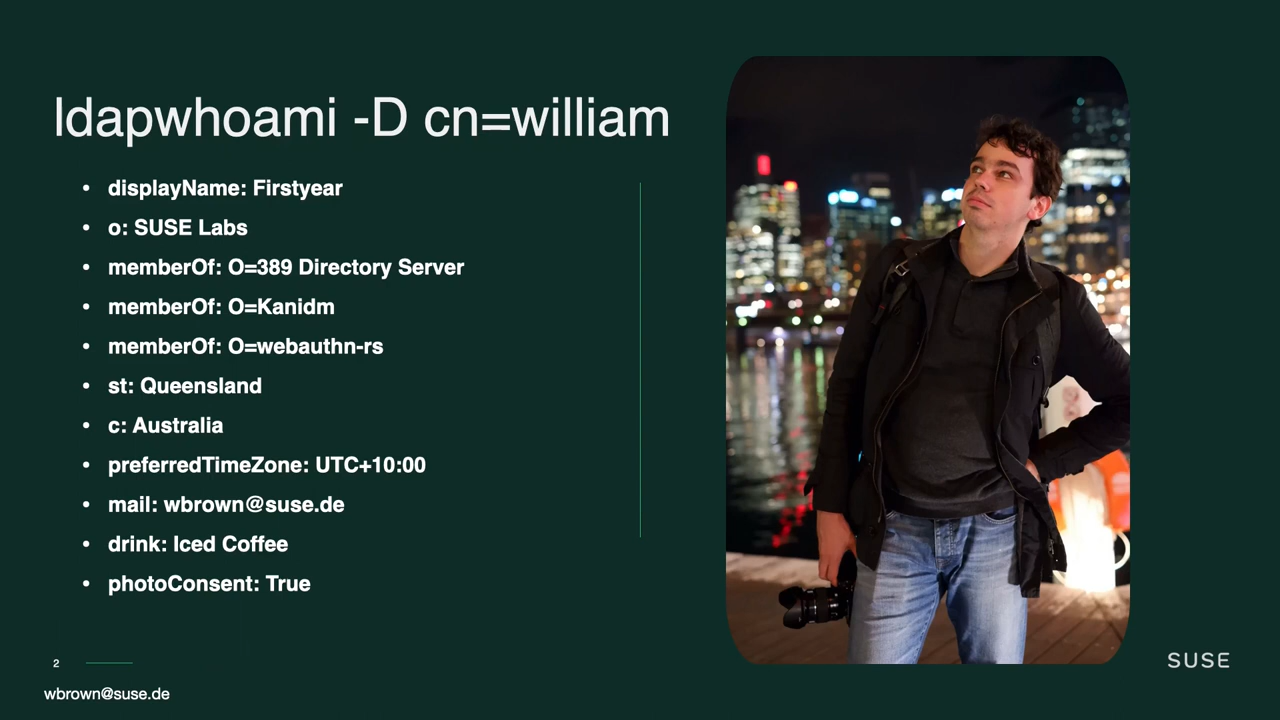 ldapwhoami -D cn=william
• displayName: Firstyear
• o: SUSE Labs
• memberOf: O=389 Directory Server
• memberOf: O=Kanidm
• memberOf: O=webauthn-rs
• st: Queensland
• c: Australia
• preferredTimeZone: UTC+10:00
• mail: wbrown@suse.de
• drink: Iced Coffee
• photoConsent: True
2
wbrown@suse.de
SUSE